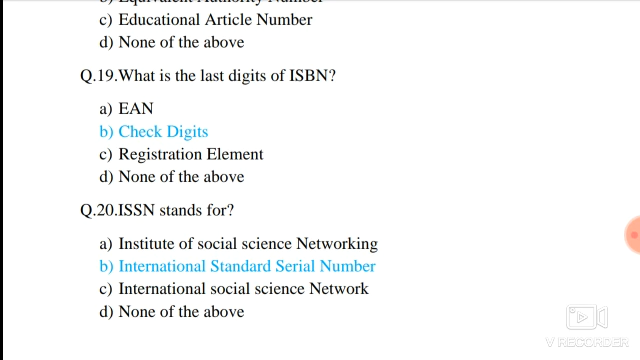 c) Educational Article Number
d) None of the above
Q.19.What is the last digits of ISBN?
a) EAN
b) Check Digits
c) Registration Element
d) None of the above
Q.20.ISSN stands for?
a) Institute of social science Networking
b) International Standard Serial Number
c) International social science Network
d) None of the above
V RECORDER